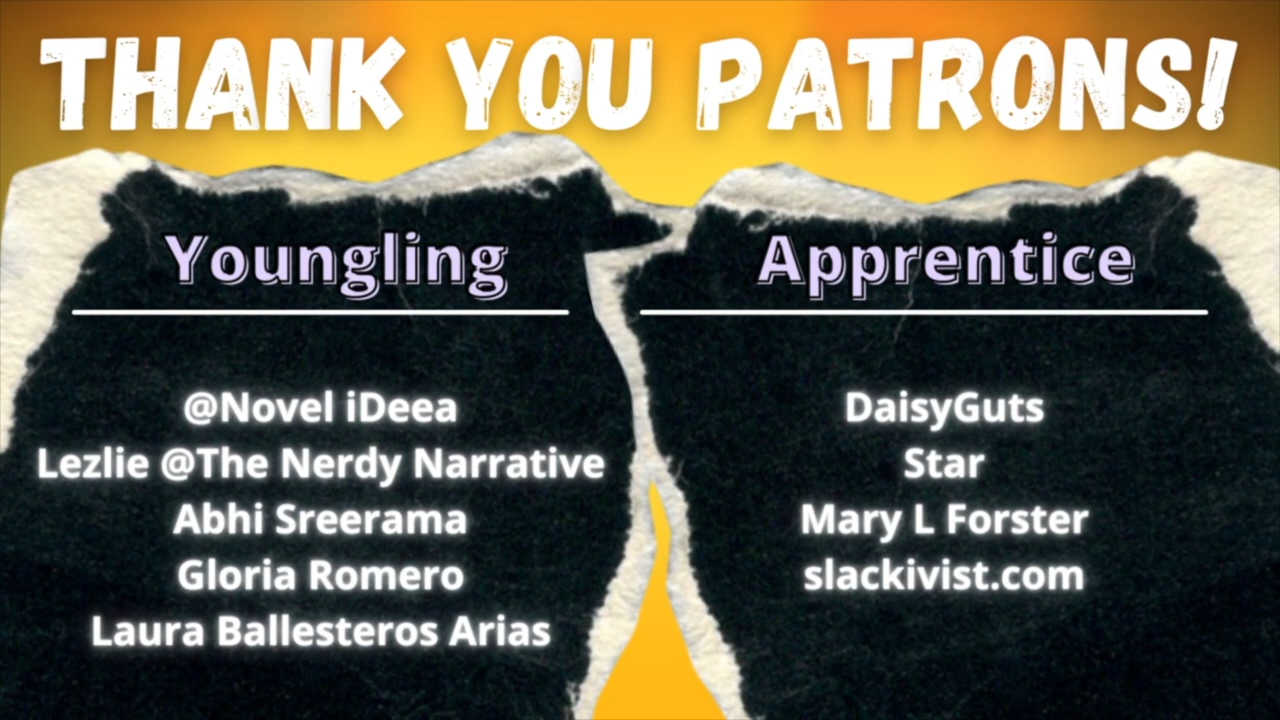 THANK YOU PATRONS!
Youngling
@Novel iDeea
Lezlie @The Nerdy Narrative
Abhi Sreerama
Gloria Romero
Laura Ballesteros Arias
Apprentice
DaisyGuts
Star
Mary L Forster
slackivist.com